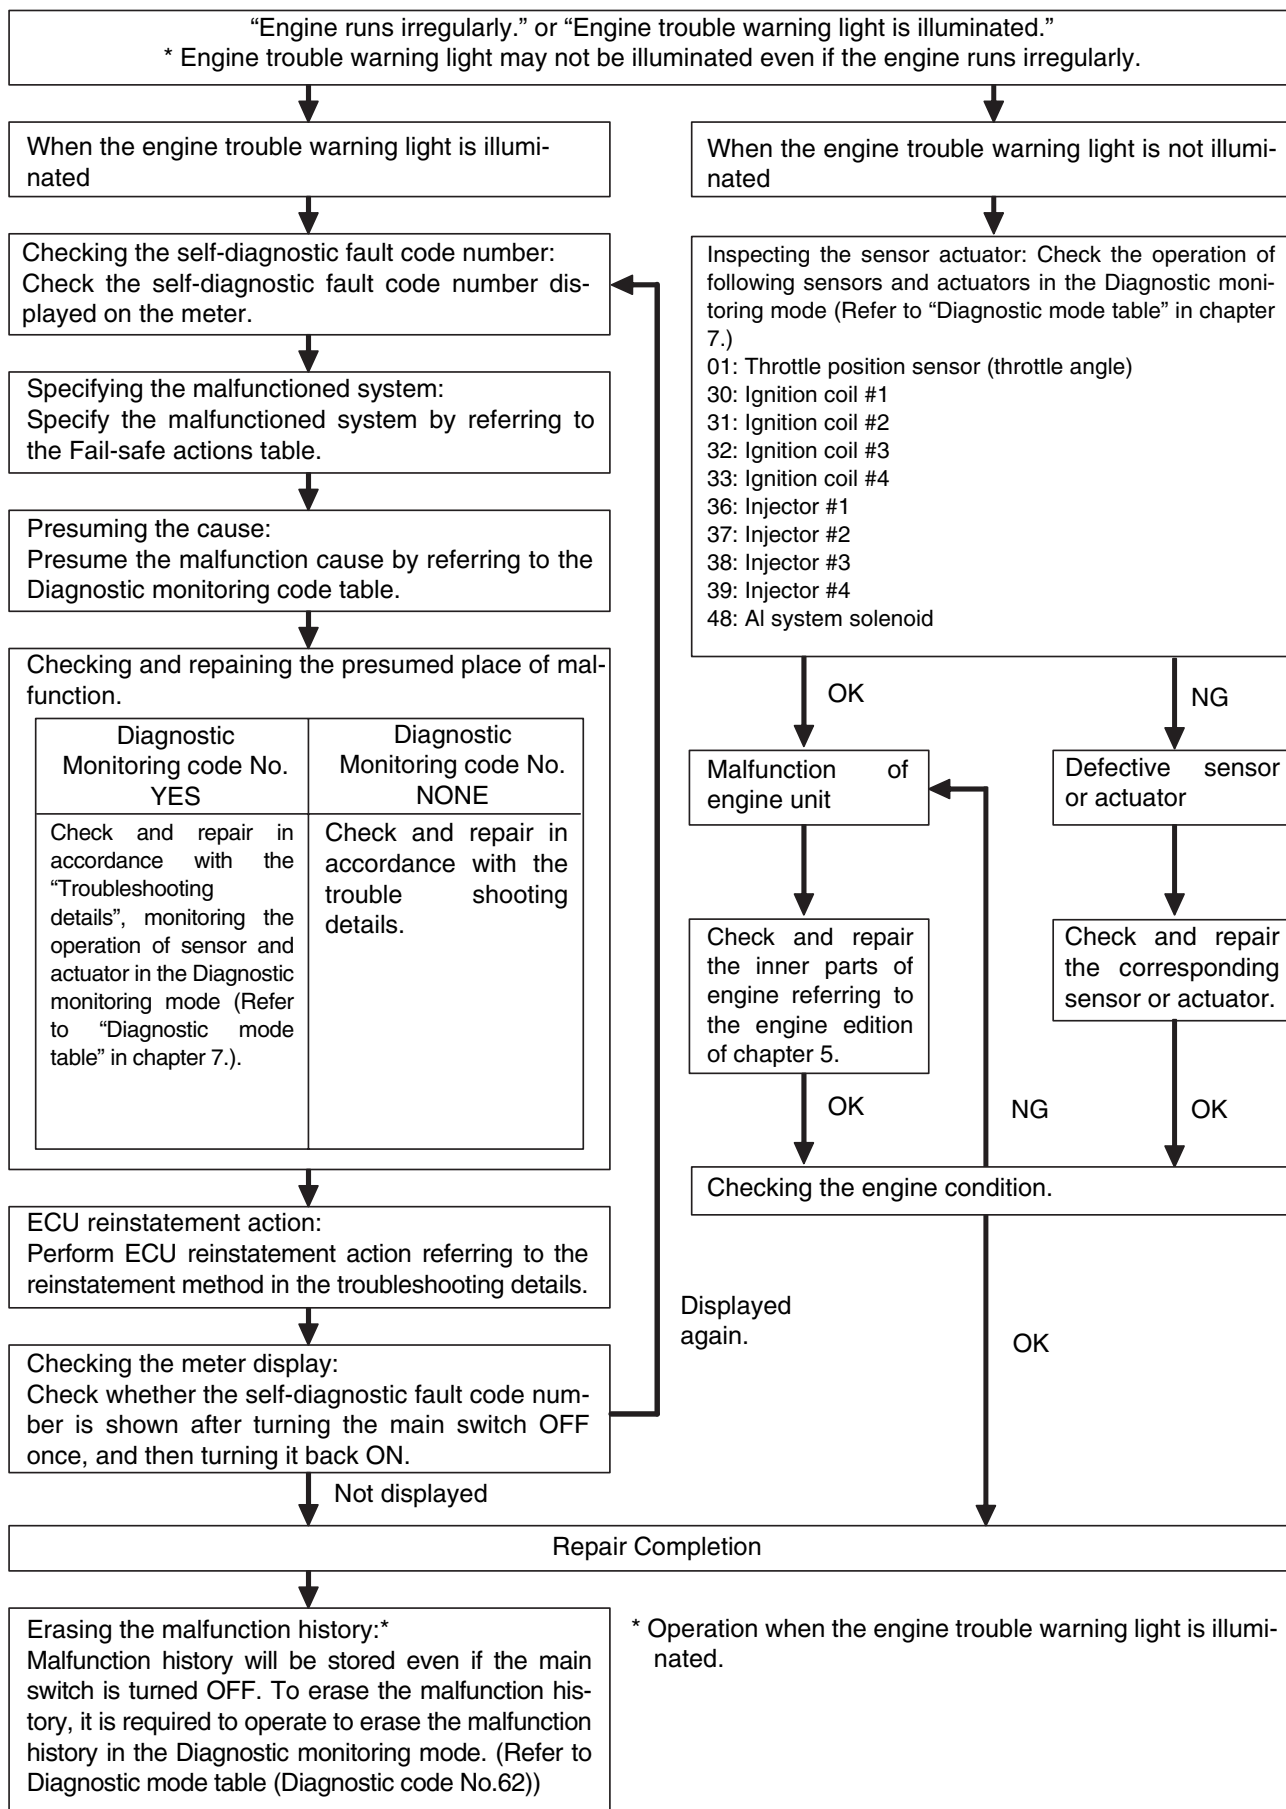 “Engine runs irregularly.” or “Engine trouble warning light is illuminated.”
* Engine trouble warning light may not be illuminated even if the engine runs irregularly.
When the engine trouble warning light is illumi-
nated
Checking the self-diagnostic fault code number:
Check the self-diagnostic fault code number dis-
played on the meter.
Specifying the malfunctioned system:
Specify the malfunctioned system by referring to
the Fail-safe actions table.
Presuming the cause:
Presume the malfunction cause by referring to the
Diagnostic monitoring code table.
Checking and repaining the presumed place of mal-
function.
Diagnostic
Monitoring code No.
YES
Diagnostic
Monitoring code No.
NONE
Check and repair in
accordance with the
“Troubleshooting
details”, monitoring the
operation of sensor and
actuator in the Diagnostic
monitoring mode (Refer
to “Diagnostic mode
table” in chapter 7.).
Check and repair in
accordance with the
trouble shooting
details.
ECU reinstatement action:
Perform ECU reinstatement action referring to the
reinstatement method in the troubleshooting details.
Checking the meter display:
Check whether the self-diagnostic fault code num-
ber is shown after turning the main switch OFF
once, and then turning it back ON.
Displayed
again.
Not displayed
When the engine trouble warning light is not illumi-
nated
Inspecting the sensor actuator: Check the operation of
following sensors and actuators in the Diagnostic moni-
toring mode (Refer to “Diagnostic mode table” in chapter
7.)
01: Throttle position sensor (throttle angle)
30: Ignition coil #1
31: Ignition coil #2
32: Ignition coil #3
33: Ignition coil #4
36: Injector #1
37: Injector #2
38: Injector #3
39: Injector #4
48: AI system solenoid
OK
NG
Malfunction of
engine unit
Defective sensor
or actuator
Check and repair
the inner parts of
engine referring to
the engine edition
of chapter 5.
Check and repair
the corresponding
sensor or actuator.
OK
NG
OK
Checking the engine condition.
OK
Repair Completion
Erasing the malfunction history:*
Malfunction history will be stored even if the main
switch is turned OFF. To erase the malfunction his-
tory, it is required to operate to erase the malfunction
history in the Diagnostic monitoring mode. (Refer to
Diagnostic mode table (Diagnostic code No.62))
* Operation when the engine trouble warning light is illumi-
nated.